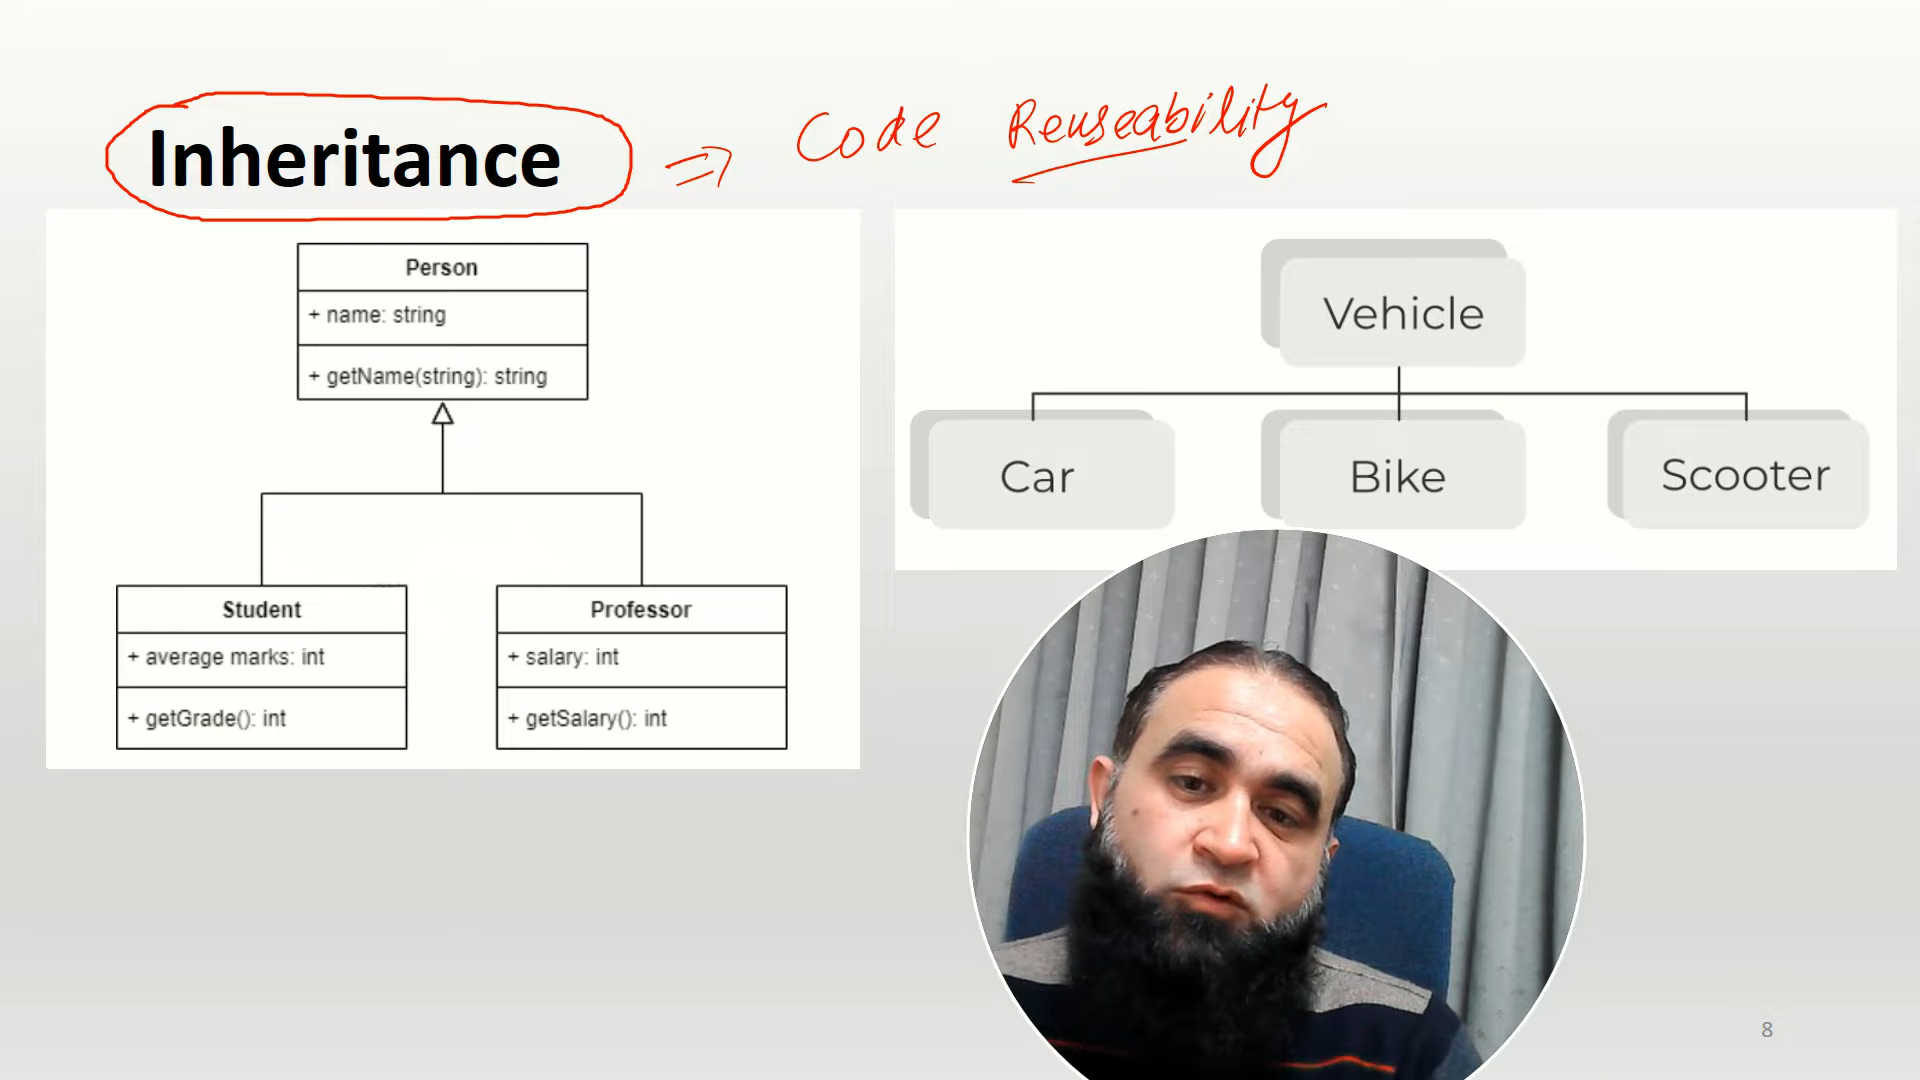 Inheritance => Code Reuseability
Person
+ name: string
+ getName(string): string
Student
+ average marks: int
+ getGrade(): int
Professor
+ salary: int
+ getSalary(): int
Vehicle
Car
Bike
Scooter
8